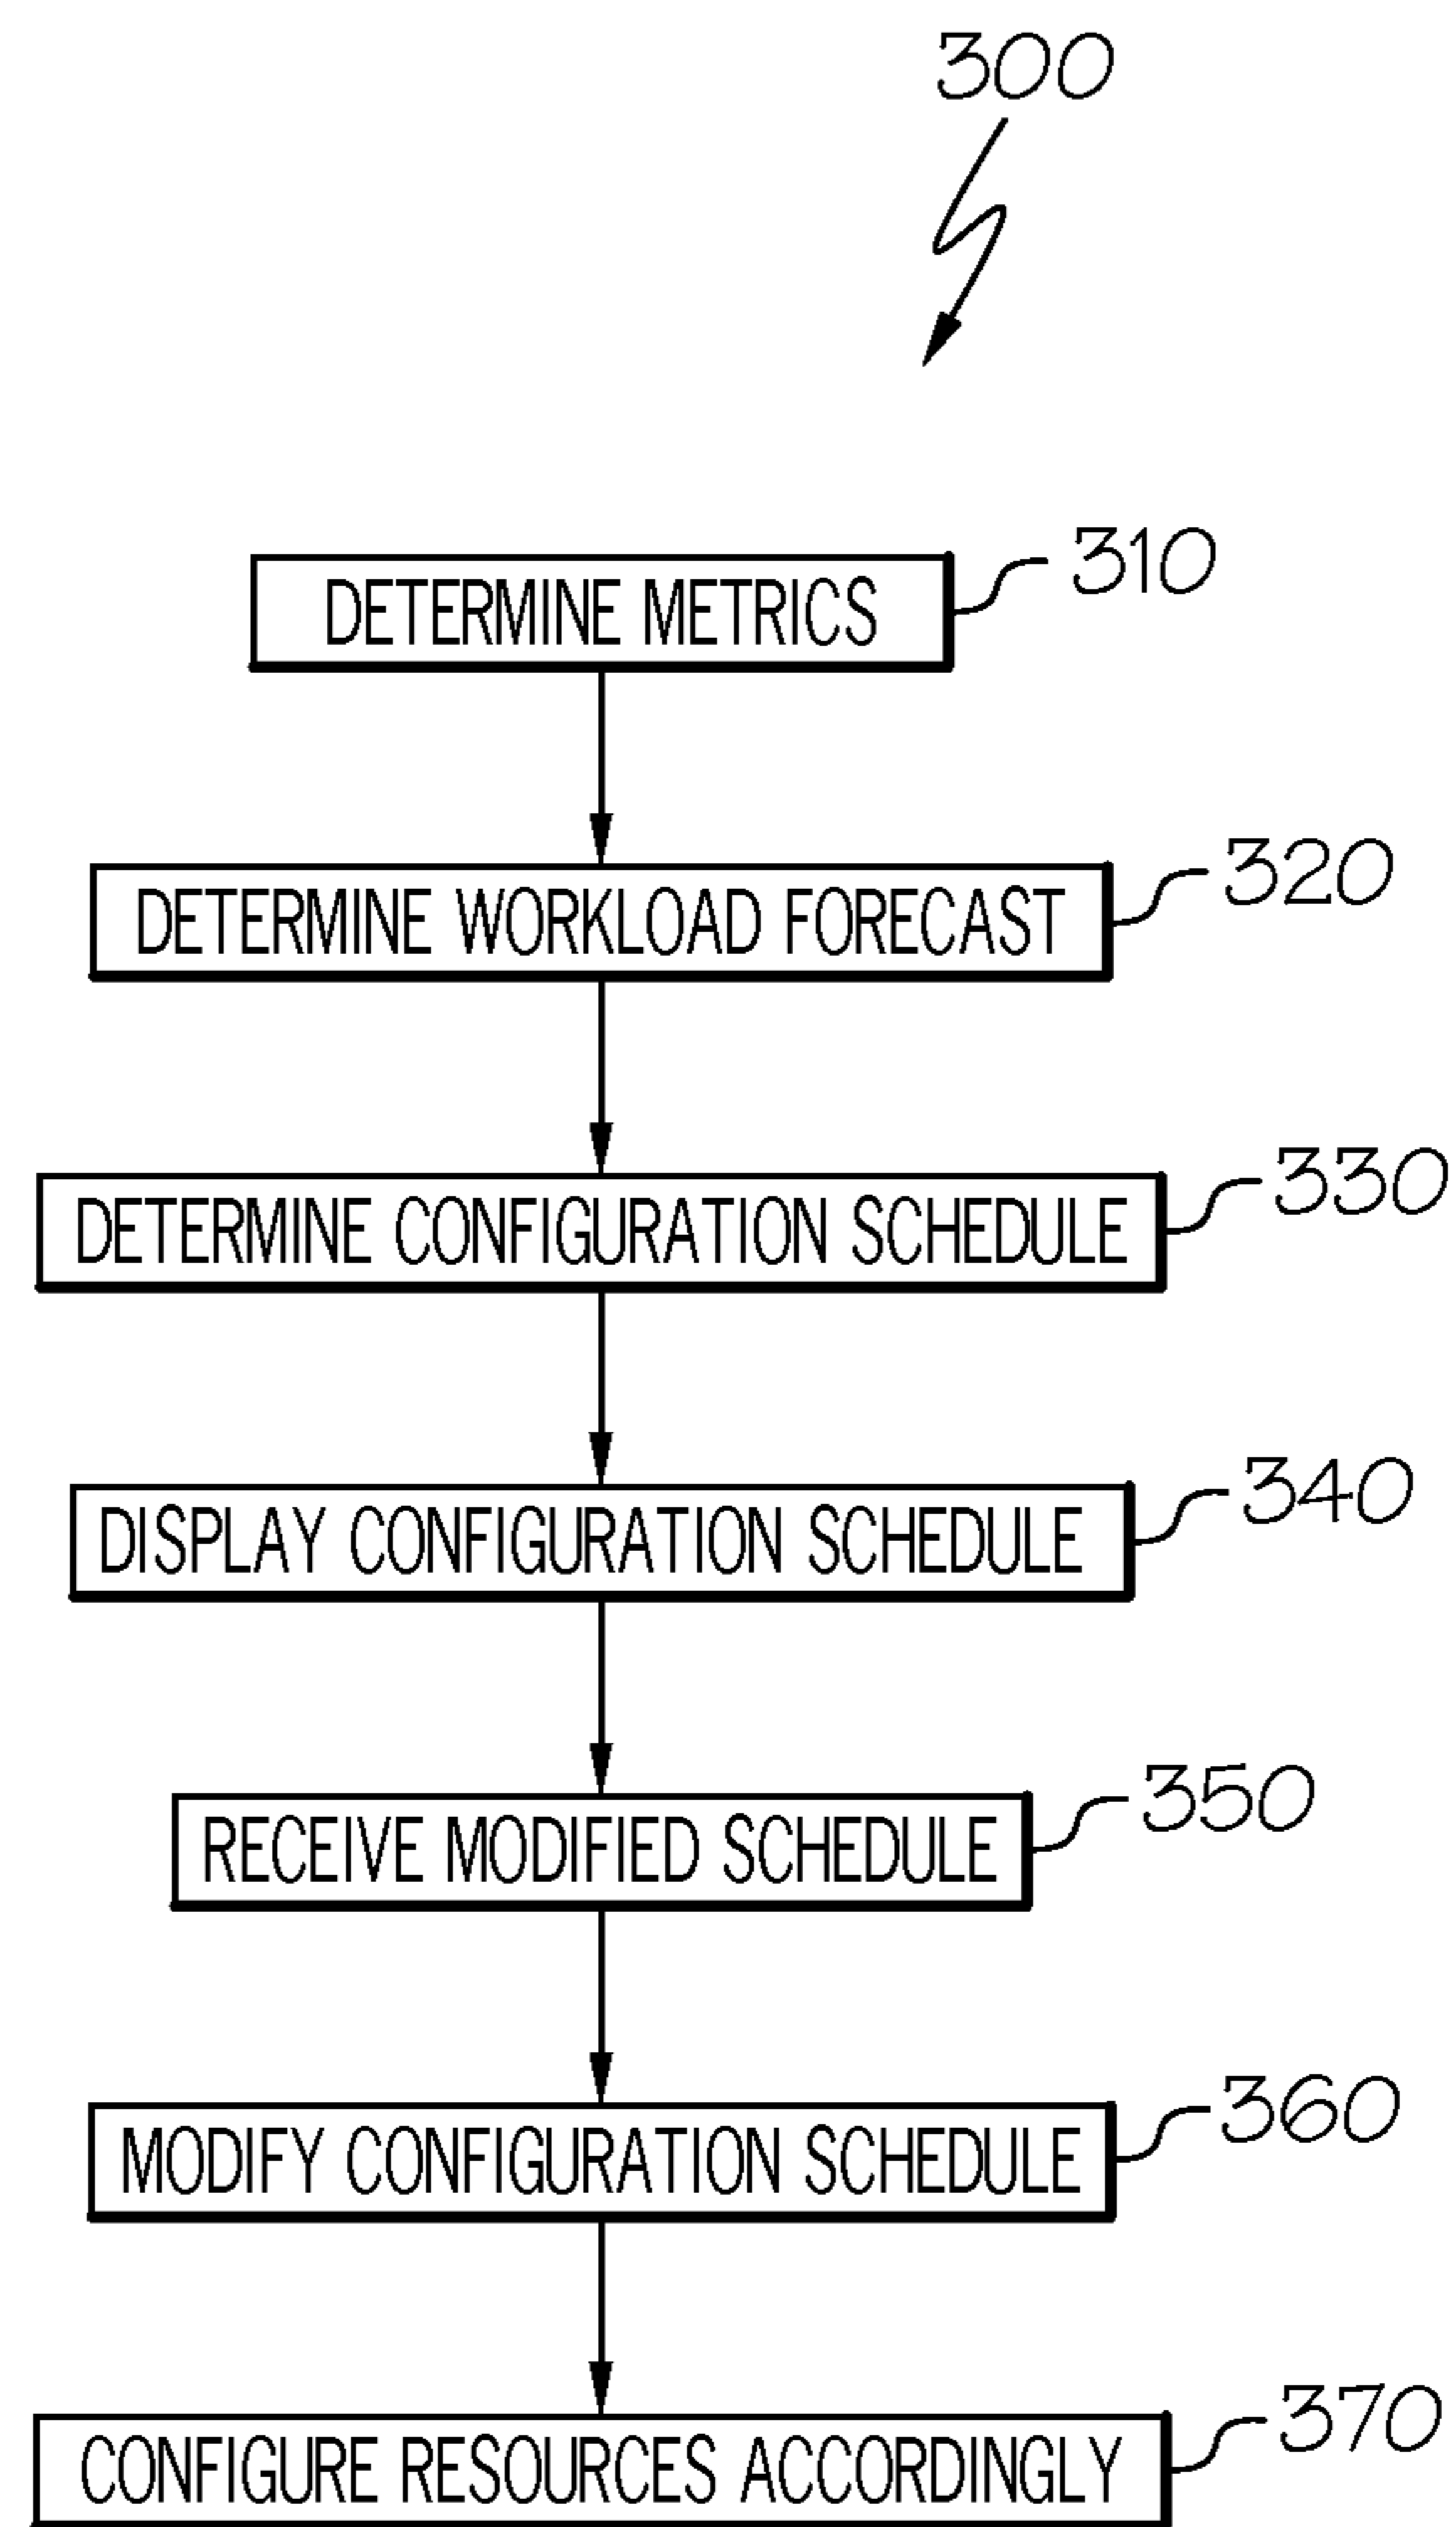 300
DETERMINE METRICS 310
DETERMINE WORKLOAD FORECAST 320
DETERMINE CONFIGURATION SCHEDULE 330
DISPLAY CONFIGURATION SCHEDULE 340
RECEIVE MODIFIED SCHEDULE 350
MODIFY CONFIGURATION SCHEDULE 360
CONFIGURE RESOURCES ACCORDINGLY 370